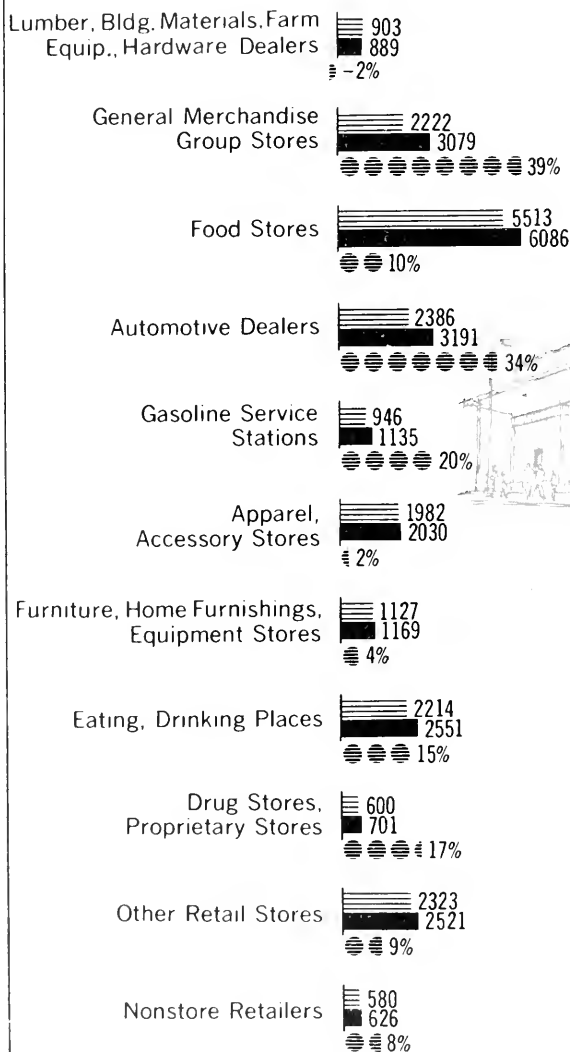 Lumber, Bldg. Materials, Farm
Equip., Hardware Dealers
903
889
-2%
General Merchandise
Group Stores
2222
3079
39%
Food Stores
5513
6086
10%
Automotive Dealers
2386
3191
34%
Gasoline Service
Stations
946
1135
20%
Apparel,
Accessory Stores
1982
2030
2%
Furniture, Home Furnishings,
Equipment Stores
1127
1169
4%
Eating, Drinking Places
2214
2551
15%
Drug Stores,
Proprietary Stores
600
701
17%
Other Retail Stores
2323
2521
9%
Nonstore Retailers
580
626
8%